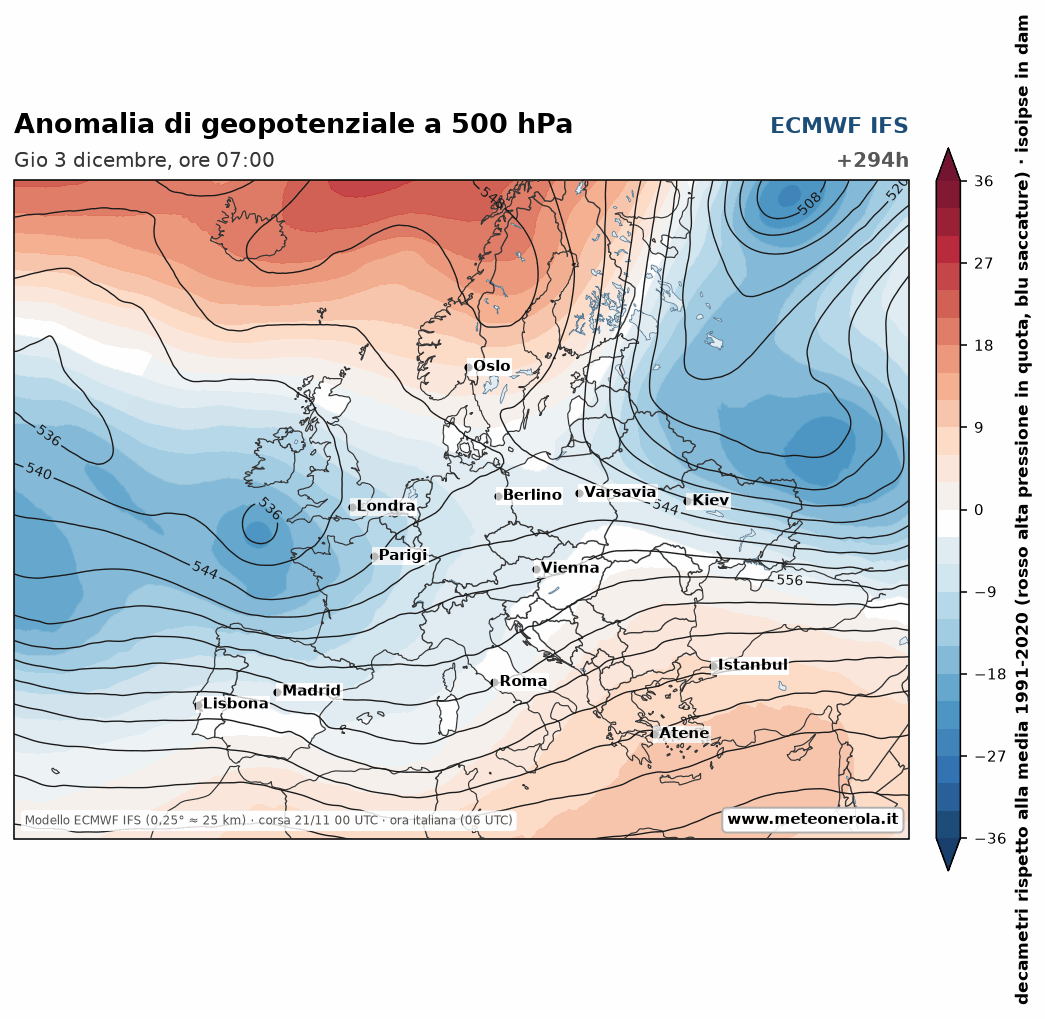 Anomalia di geopotenziale a 500 hPa
ECMWF IFS
Gio 3 dicembre, ore 07:00
+294h
540
508
520
Oslo
536
540
536
Londra
Berlino
Varsavia
Kiev
544
Parigi
544
Vienna
556
Istanbul
Roma
Madrid
Lisbona
Atene
Modello ECMWF IFS (0,25° ≈ 25 km) · corsa 21/11 00 UTC · ora italiana (06 UTC)
www.meteonerola.it
36
27
18
9
0
−9
−18
−27
−36
decametri rispetto alla media 1991-2020 (rosso alta pressione in quota, blu saccature) · isoipse in dam